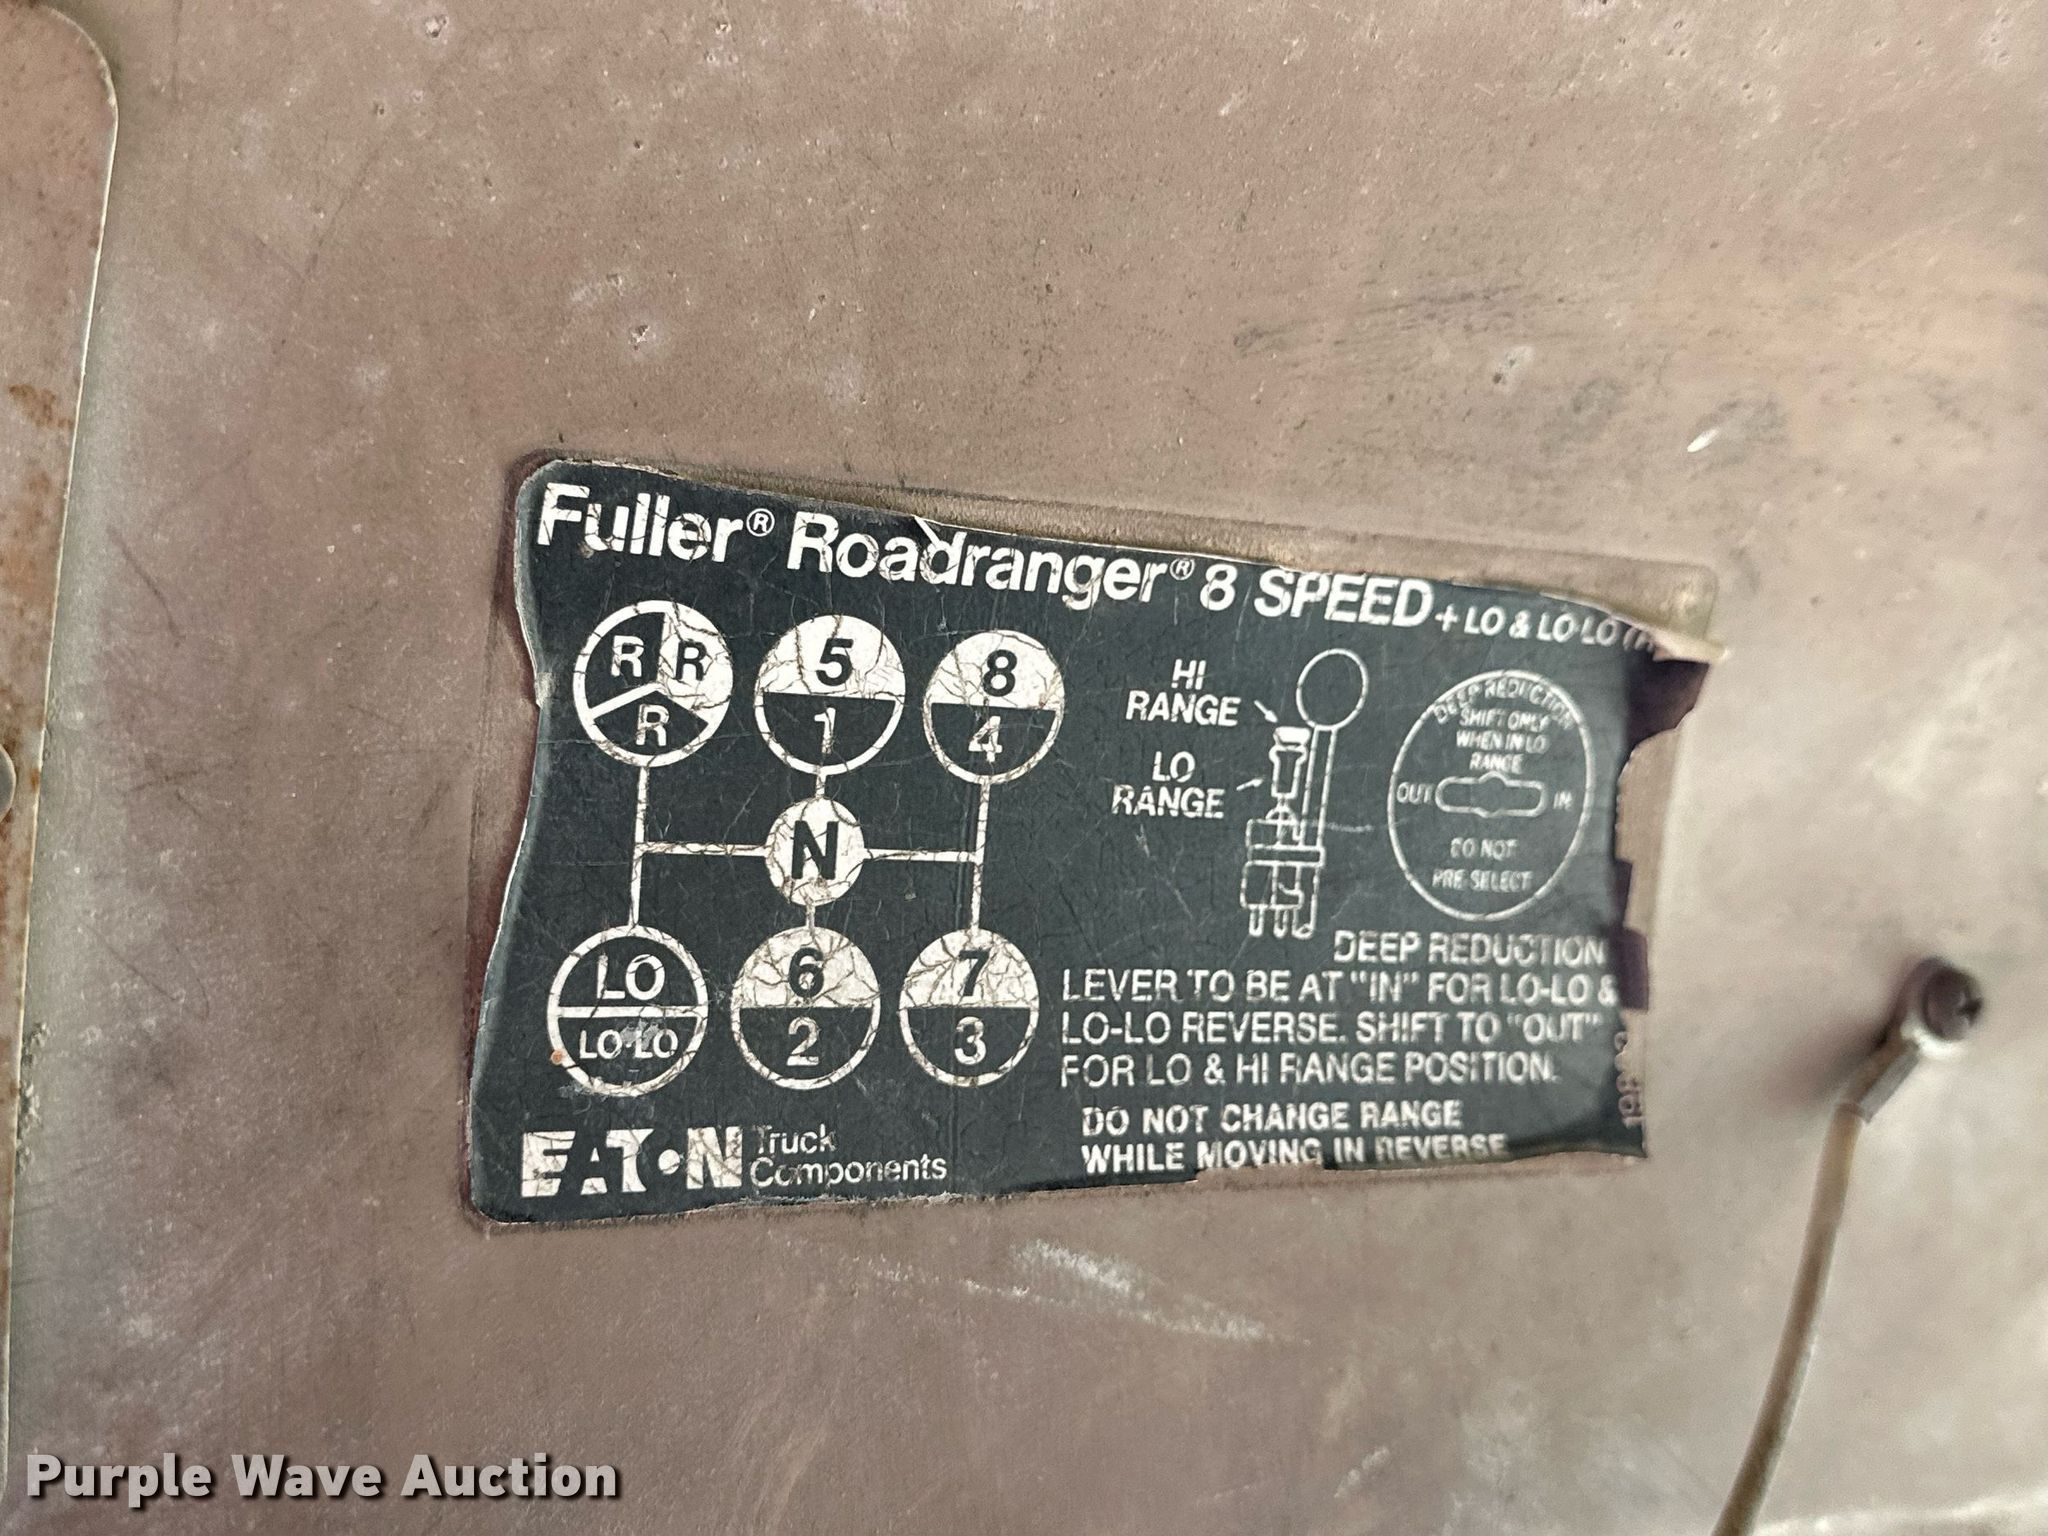 Fuller® Roadranger® 8 SPEED + LO & LO-LO
R R
R
5
1
8
4
N
LO
LO-LO
6
2
7
3
HI
RANGE
LO
RANGE
DEEP REDUCTION
SHIFT ONLY
WHEN IN LO
RANGE
OUT IN
DO NOT
PRE-SELECT
DEEP REDUCTION
LEVER TO BE AT "IN" FOR LO-LO &
LO-LO REVERSE. SHIFT TO "OUT"
FOR LO & HI RANGE POSITION.
DO NOT CHANGE RANGE
WHILE MOVING IN REVERSE
EATON Truck
Components
Purple Wave Auction